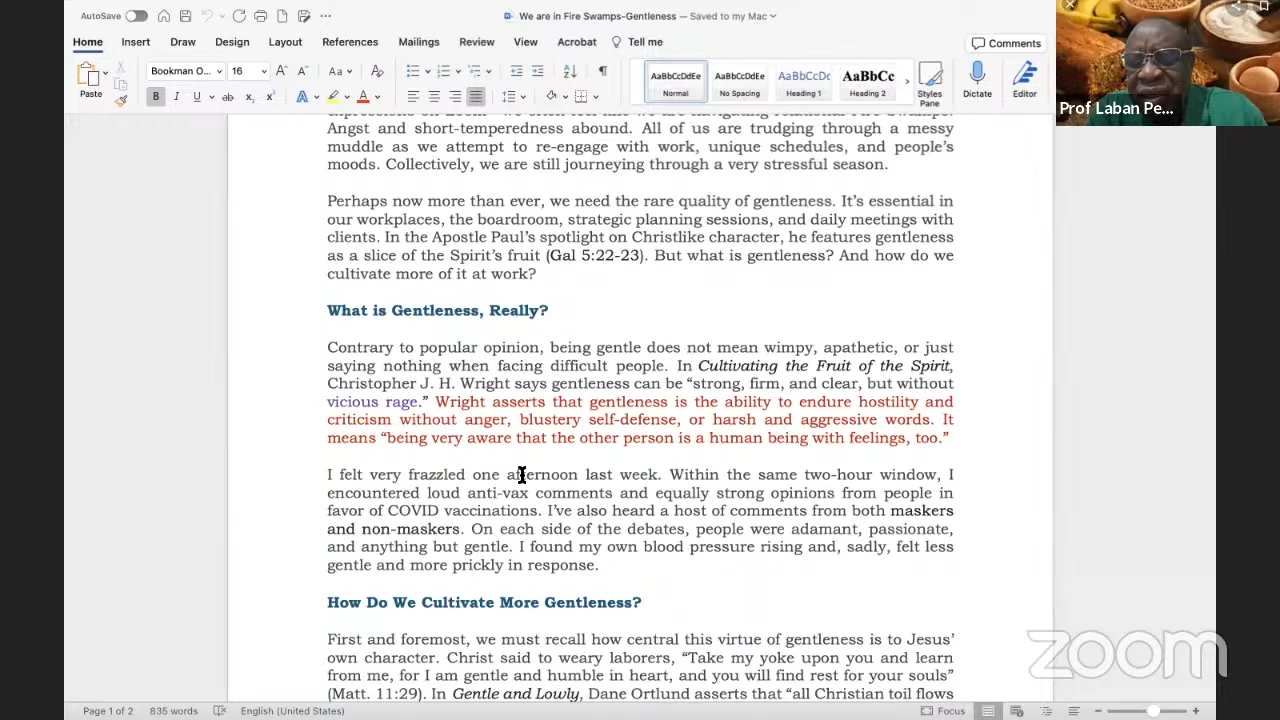 AutoSave
We are in Fire Swamps-Gentleness — Saved to my Mac
Home Insert Draw Design Layout References Mailings Review View Acrobat Tell me
Comments
Paste
Bookman O... 16
AaBbCcDdEe AaBbCcDdEe AaBbCcDc AaBbCc
Normal No Spacing Heading 1 Heading 2
Styles Pane
Dictate
Editor
Prof Laban Pe...
Angst and short-temperedness abound. All of us are trudging through a messy
muddle as we attempt to re-engage with work, unique schedules, and people’s
moods. Collectively, we are still journeying through a very stressful season.
Perhaps now more than ever, we need the rare quality of gentleness. It’s essential in
our workplaces, the boardroom, strategic planning sessions, and daily meetings with
clients. In the Apostle Paul’s spotlight on Christlike character, he features gentleness
as a slice of the Spirit’s fruit (Gal 5:22-23). But what is gentleness? And how do we
cultivate more of it at work?
What is Gentleness, Really?
Contrary to popular opinion, being gentle does not mean wimpy, apathetic, or just
saying nothing when facing difficult people. In Cultivating the Fruit of the Spirit,
Christopher J. H. Wright says gentleness can be “strong, firm, and clear, but without
vicious rage.” Wright asserts that gentleness is the ability to endure hostility and
criticism without anger, blustery self-defense, or harsh and aggressive words. It
means “being very aware that the other person is a human being with feelings, too.”
I felt very frazzled one afternoon last week. Within the same two-hour window, I
encountered loud anti-vax comments and equally strong opinions from people in
favor of COVID vaccinations. I’ve also heard a host of comments from both maskers
and non-maskers. On each side of the debates, people were adamant, passionate,
and anything but gentle. I found my own blood pressure rising and, sadly, felt less
gentle and more prickly in response.
How Do We Cultivate More Gentleness?
First and foremost, we must recall how central this virtue of gentleness is to Jesus’
own character. Christ said to weary laborers, “Take my yoke upon you and learn
from me, for I am gentle and humble in heart, and you will find rest for your souls”
(Matt. 11:29). In Gentle and Lowly, Dane Ortlund asserts that “all Christian toil flows
zoom
Page 1 of 2 835 words English (United States) Focus